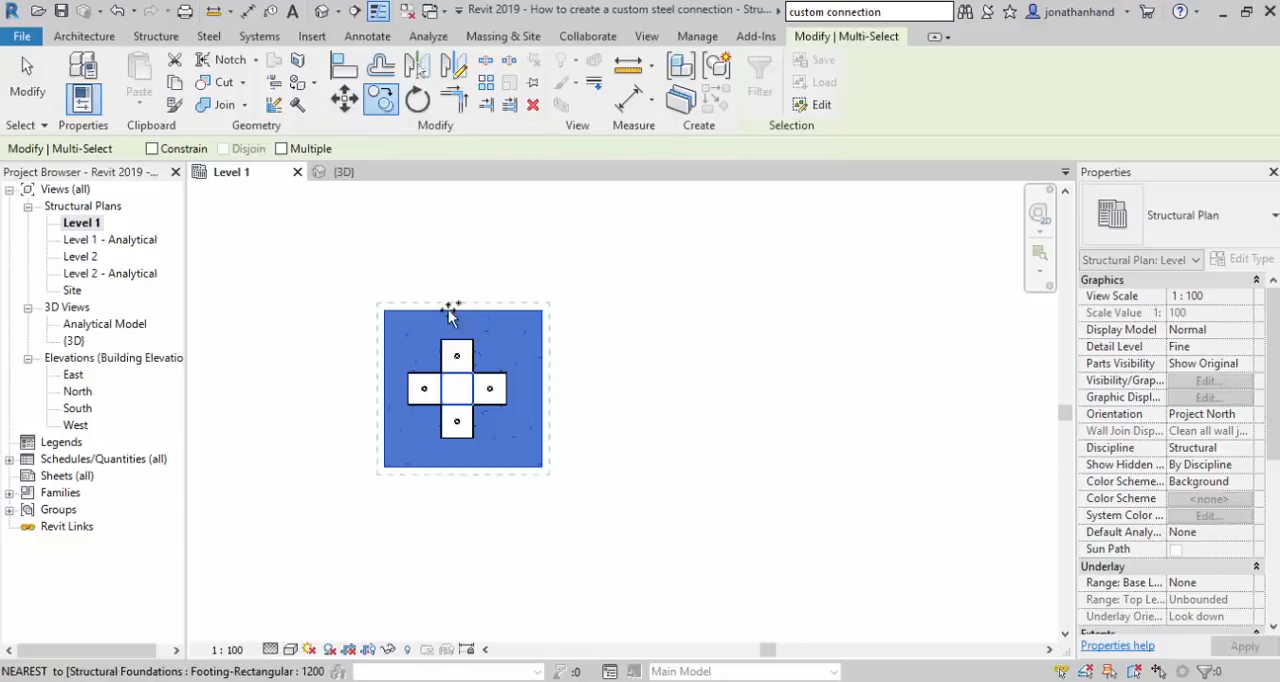 Revit 2019 - How to create a custom steel connection - Stru...
custom connection
jonathanhand
File
Architecture
Structure
Steel
Systems
Insert
Annotate
Analyze
Massing & Site
Collaborate
View
Manage
Add-Ins
Modify | Multi-Select
Modify
Paste
Notch
Cut
Join
Filter
Save
Load
Edit
Select
Properties
Clipboard
Geometry
Modify
View
Measure
Create
Selection
Modify | Multi-Select
Constrain
Disjoin
Multiple
Project Browser - Revit 2019 -...
Views (all)
Structural Plans
Level 1
Level 1 - Analytical
Level 2
Level 2 - Analytical
Site
3D Views
Analytical Model
{3D}
Elevations (Building Elevatio
East
North
South
West
Legends
Schedules/Quantities (all)
Sheets (all)
Families
Groups
Revit Links
Level 1
{3D}
2D
Properties
Structural Plan
Structural Plan: Level
Edit Type
Graphics
View Scale 1 : 100
Scale Value 1: 100
Display Model Normal
Detail Level Fine
Parts Visibility Show Original
Visibility/Grap... Edit...
Graphic Displ... Edit...
Orientation Project North
Wall Join Disp... Clean all wall j...
Discipline Structural
Show Hidden ... By Discipline
Color Scheme... Background
Color Scheme <none>
System Color ... Edit...
Default Analy... None
Sun Path
Underlay
Range: Base L... None
Range: Top Le... Unbounded
Underlay Orie... Look down
Extents
Properties help
Apply
1 : 100
NEAREST to [Structural Foundations : Footing-Rectangular : 1200
:0
Main Model
:0